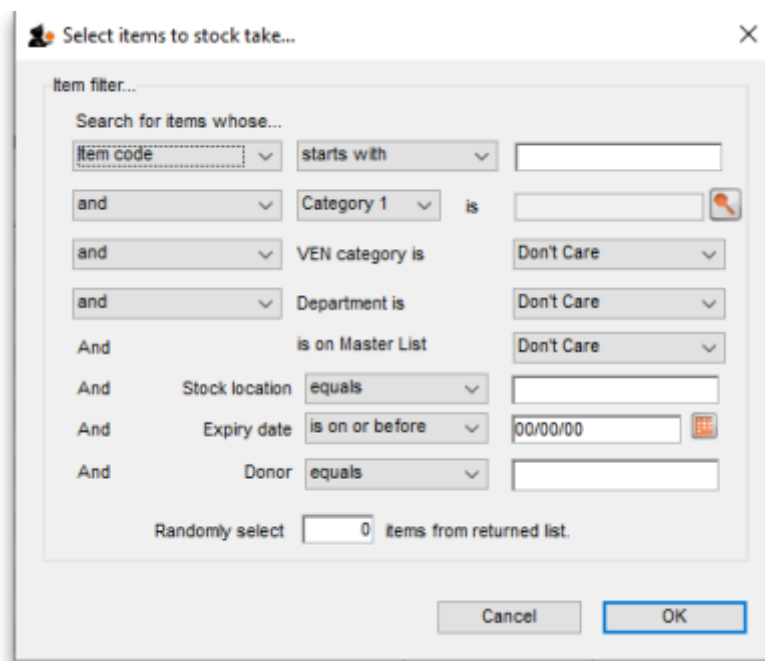 Select items to stock take...
Item filter...
Search for items whose...
Item code starts with
and Category 1 is
and VEN category is Don't Care
and Department is Don't Care
And is on Master List Don't Care
And Stock location equals
And Expiry date is on or before 00/00/00
And Donor equals
Randomly select 0 items from returned list.
Cancel OK